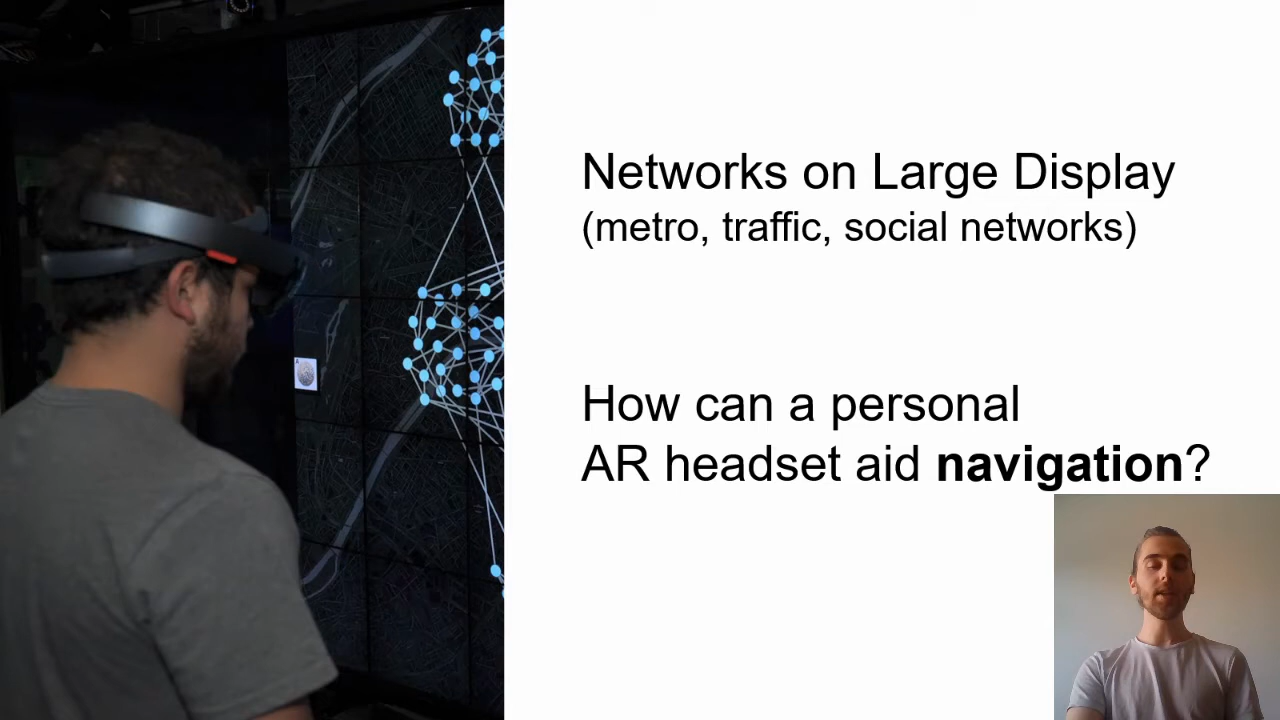 Networks on Large Display
(metro, traffic, social networks)
How can a personal
AR headset aid navigation?